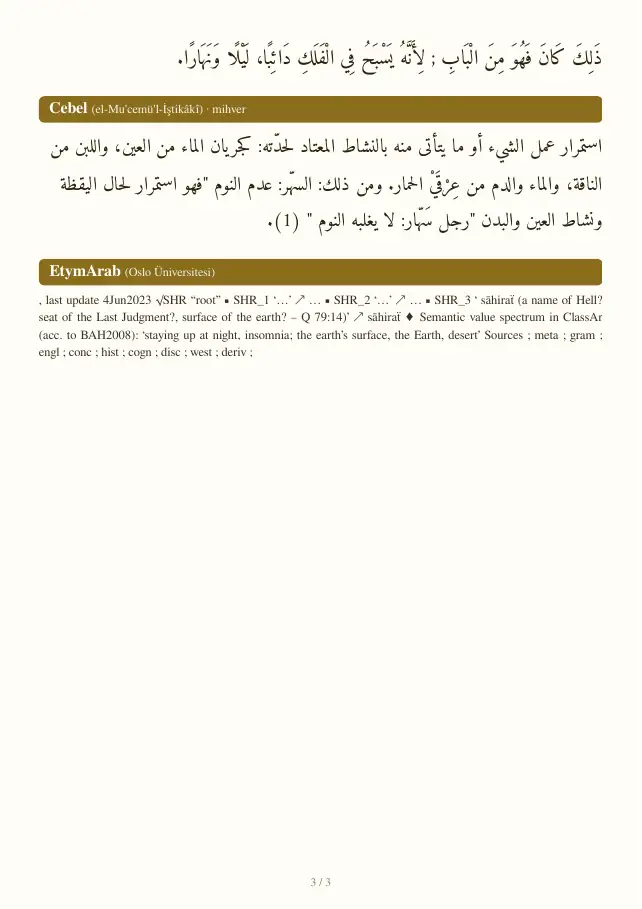 ذَلِكَ كَانَ فَهُوَ مِنَ الْبَابِ ; لِأَنَّهُ يَسْبَحُ فِي الْفَلَكِ دَائِبًا، لَيْلًا وَنَهَارًا.
Cebel (el-Mu'cemü'l-İştikâkî) · mihver
استمرار عمل الشيء أو ما يتأتى منه بالنشاط المعتاد لحدّته: كجريان الماء من العين، واللبن من
الناقة، والماء والدم من عِرْقَيْ الحمار. ومن ذلك: السهّر: عدم النوم "فهو استمرار لحال اليقظة
ونشاط العين والبدن "رجل سَهّار: لا يغلبه النوم " (1).
EtymArab (Oslo Üniversitesi)
, last update 4Jun2023 √SHR “root” ▪ SHR_1 ‘…’ ↗ … ▪ SHR_2 ‘…’ ↗ … ▪ SHR_3 ‘ sāhiraẗ (a name of Hell?
seat of the Last Judgment?, surface of the earth? – Q 79:14)’ ↗ sāhiraẗ ♦ Semantic value spectrum in ClassAr
(acc. to BAH2008): ‘staying up at night, insomnia; the earth’s surface, the Earth, desert’ Sources ; meta ; gram ;
engl ; conc ; hist ; cogn ; disc ; west ; deriv ;
3 / 3